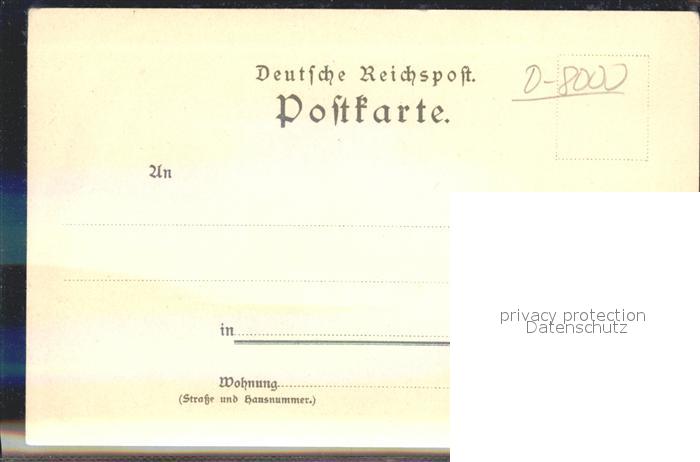 Deutsche Reichspost.
D-8000
Postkarte.
An
privacy protection
Datenschutz
in
Wohnung
(Straße und Hausnummer.)